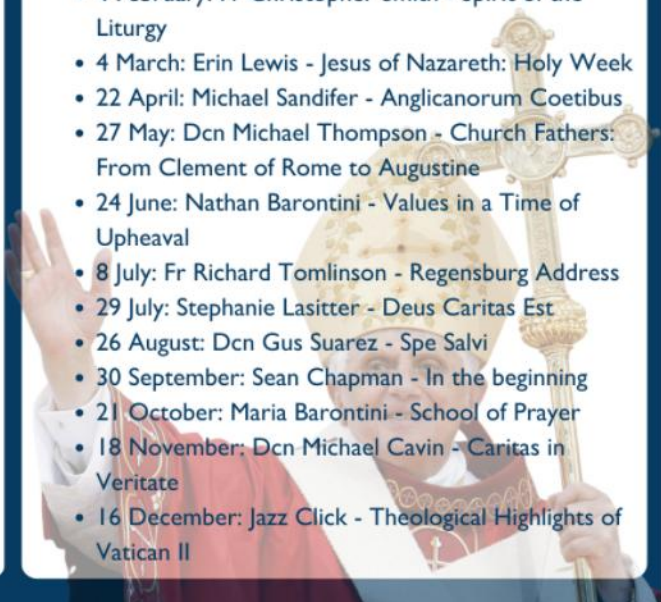 Liturgy
• 4 March: Erin Lewis - Jesus of Nazareth: Holy Week
• 22 April: Michael Sandifer - Anglicanorum Coetibus
• 27 May: Dcn Michael Thompson - Church Fathers:
From Clement of Rome to Augustine
• 24 June: Nathan Barontini - Values in a Time of
Upheaval
• 8 July: Fr Richard Tomlinson - Regensburg Address
• 29 July: Stephanie Lasitter - Deus Caritas Est
• 26 August: Dcn Gus Suarez - Spe Salvi
• 30 September: Sean Chapman - In the beginning
• 21 October: Maria Barontini - School of Prayer
• 18 November: Dcn Michael Cavin - Caritas in
Veritate
• 16 December: Jazz Click - Theological Highlights of
Vatican II